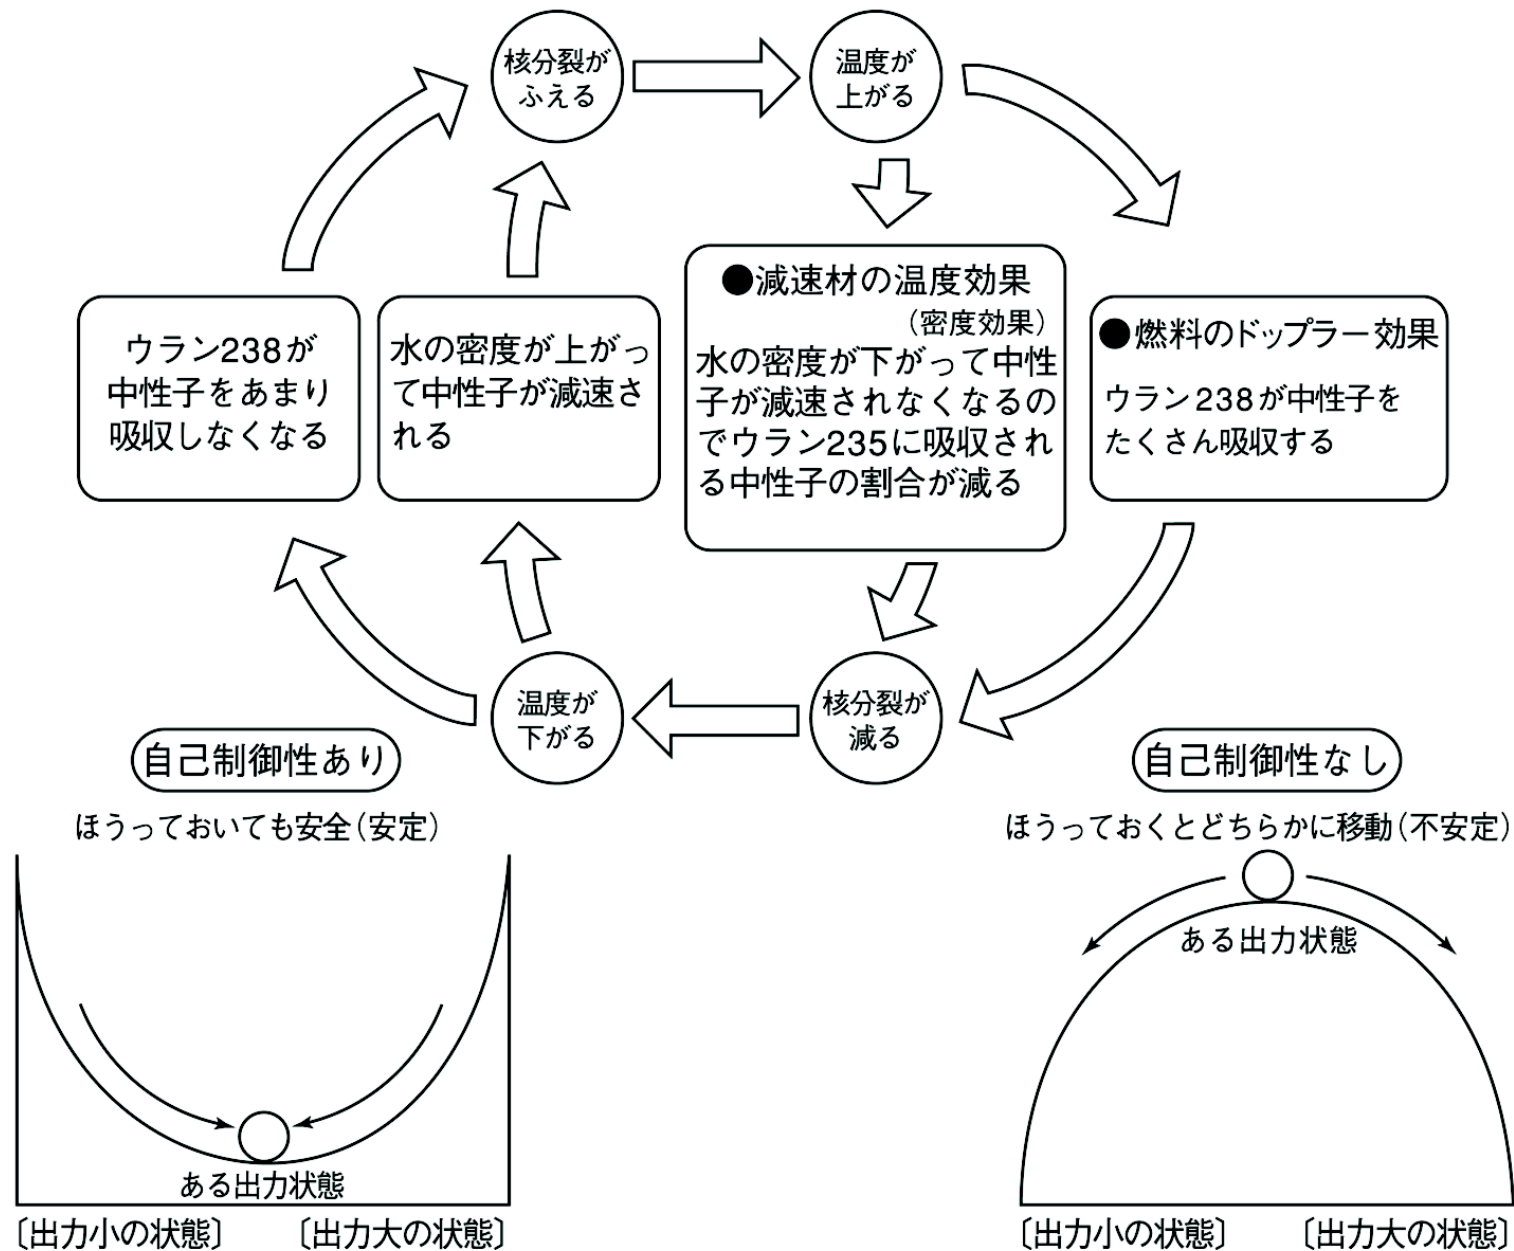 核分裂が
ふえる
温度が
上がる
ウラン238が
中性子をあまり
吸収しなくなる
水の密度が上がっ
て中性子が減速さ
れる
●減速材の温度効果
（密度効果）
水の密度が下がって中性
子が減速されなくなるの
でウラン235に吸収され
る中性子の割合が減る
●燃料のドップラー効果
ウラン238が中性子を
たくさん吸収する
温度が
下がる
核分裂が
減る
自己制御性あり
ほうっておいても安全（安定）
ある出力状態
〔出力小の状態〕
〔出力大の状態〕
自己制御性なし
ほうっておくとどちらかに移動（不安定）
ある出力状態
〔出力小の状態〕
〔出力大の状態〕